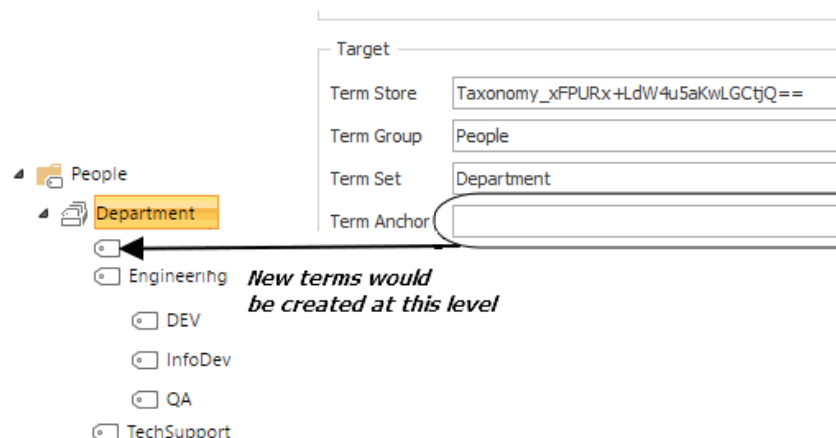 Target
Term Store Taxonomy_xFPURx+LdW4u5aKwLGCtjQ==
Term Group People
Term Set Department
Term Anchor
People
Department
Engineering
New terms would
be created at this level
DEV
InfoDev
QA
TechSupport